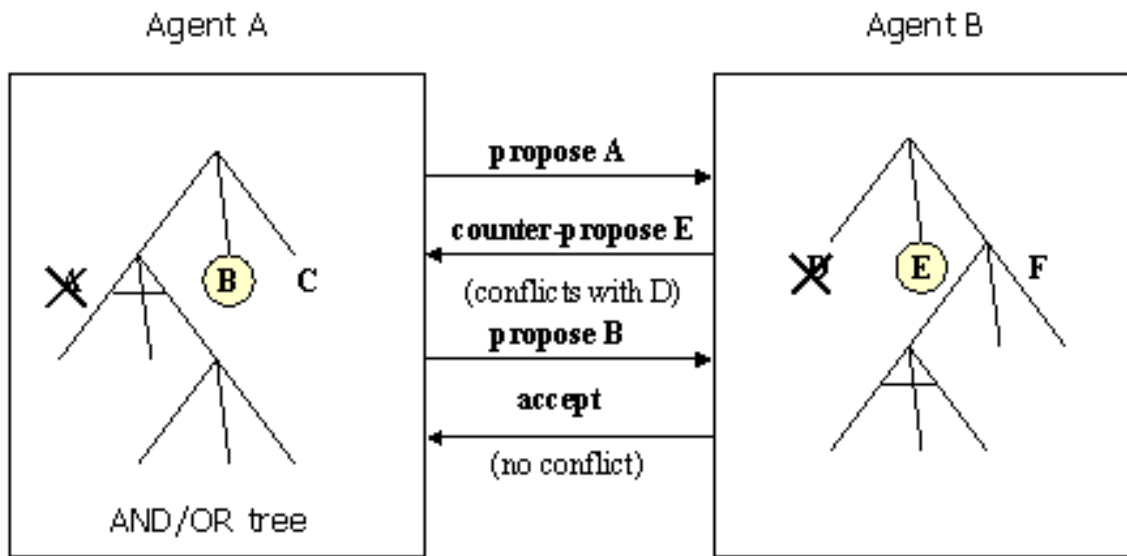 Agent A
Agent B
propose A
counter-propose E
(conflicts with D)
propose B
accept
(no conflict)
A
B
C
D
E
F
AND/OR tree